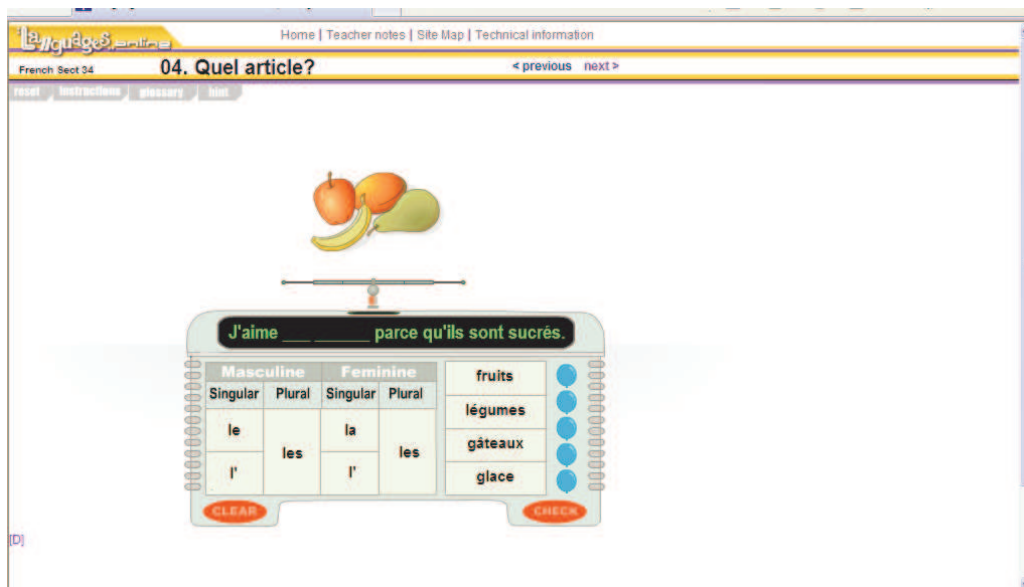 Languages online
Home | Teacher notes | Site Map | Technical information
French Sect 34
04. Quel article?
< previous next >
reset instructions glossary hint
J'aime ___ ______ parce qu'ils sont sucrés.
Masculine Feminine
Singular Plural Singular Plural
le
les
la
les
l'
l'
fruits
légumes
gâteaux
glace
CLEAR
CHECK
[D]